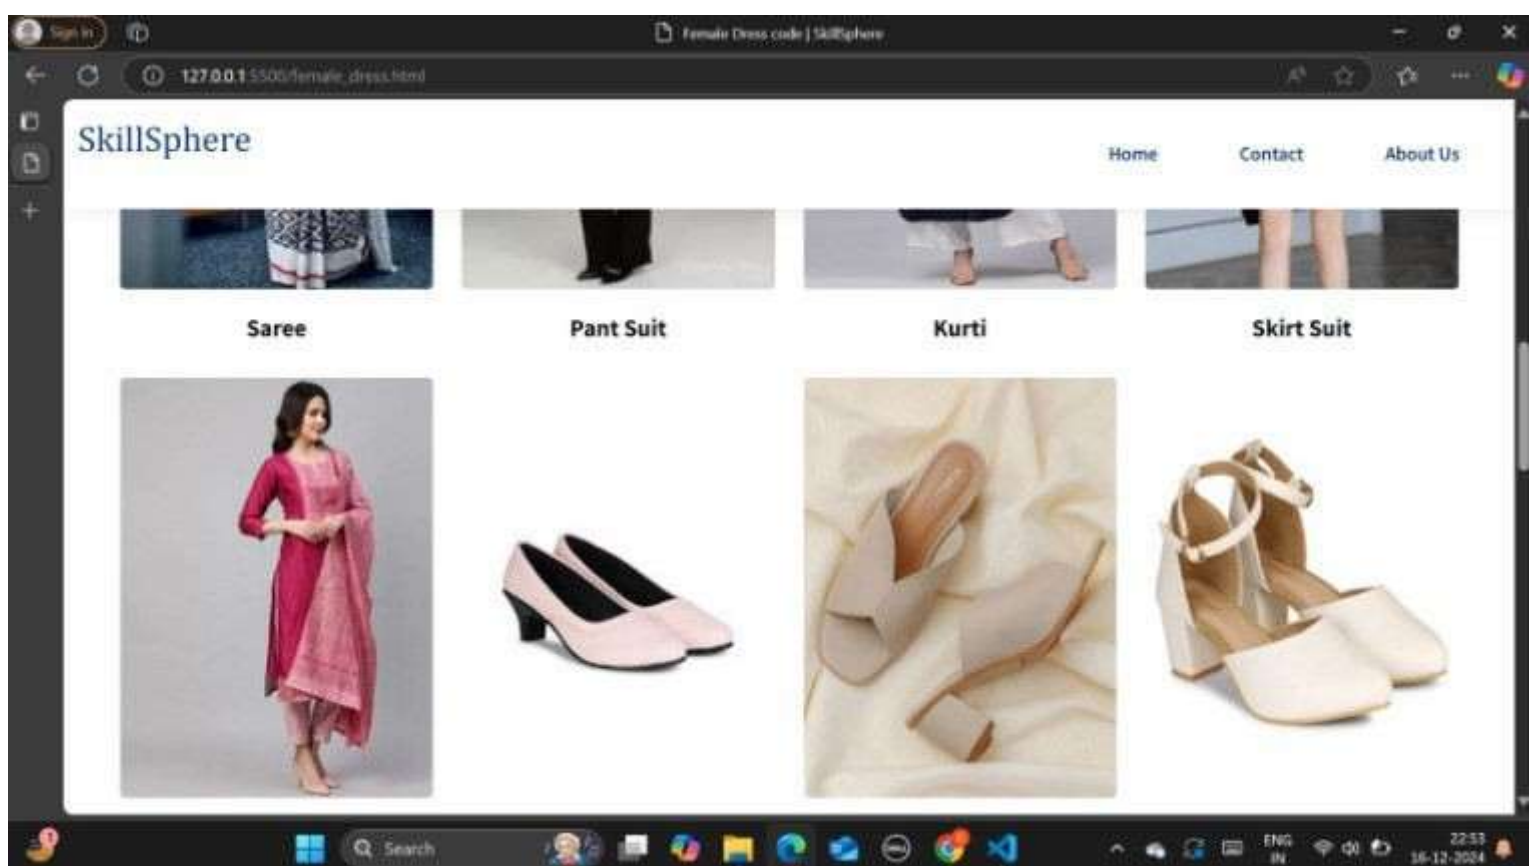 Sign in
Female Dress code | SkillSphere
127.0.0.1:5500/female_dress.html
SkillSphere
Home Contact About Us
Saree Pant Suit Kurti Skirt Suit
Search
ENG
IN
22:53
16-12-2024